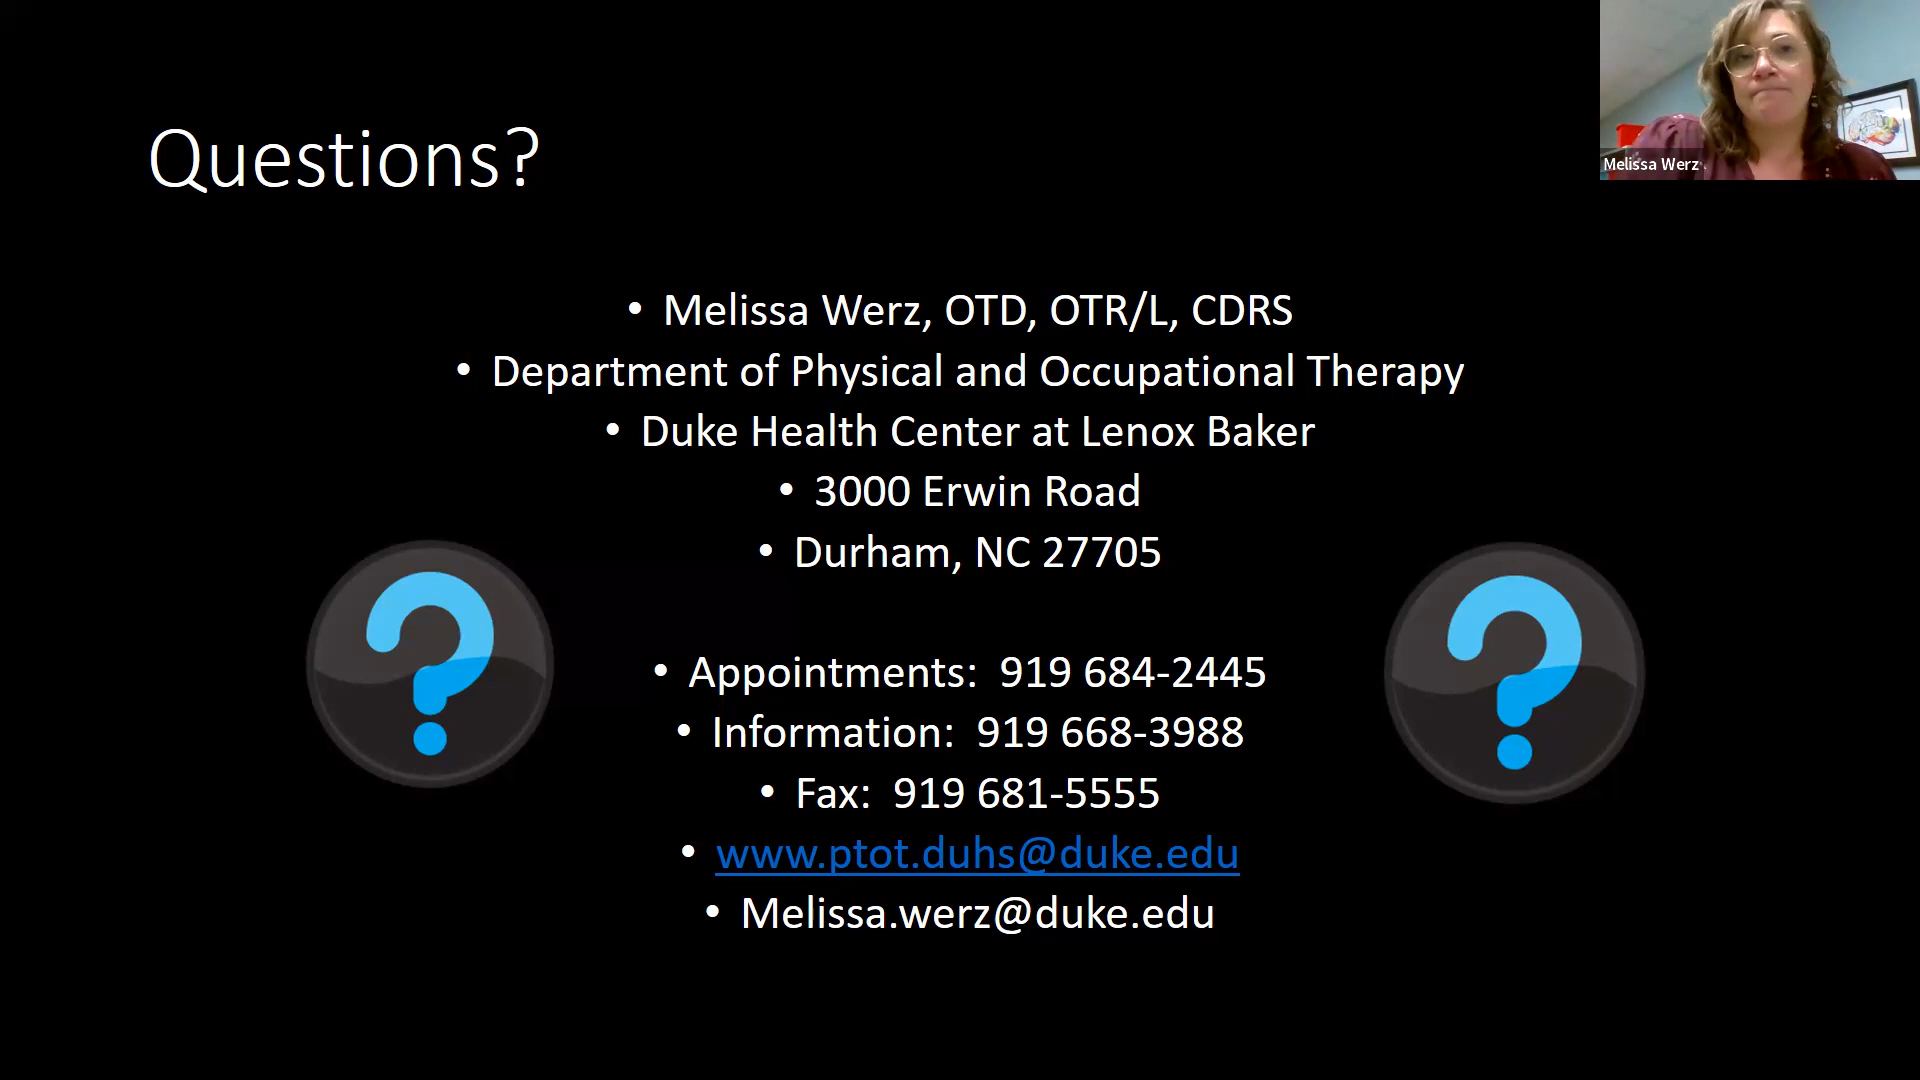 Questions?
Melissa Werz
• Melissa Werz, OTD, OTR/L, CDRS
• Department of Physical and Occupational Therapy
• Duke Health Center at Lenox Baker
• 3000 Erwin Road
• Durham, NC 27705
• Appointments: 919 684-2445
• Information: 919 668-3988
• Fax: 919 681-5555
• www.ptot.duhs@duke.edu
• Melissa.werz@duke.edu